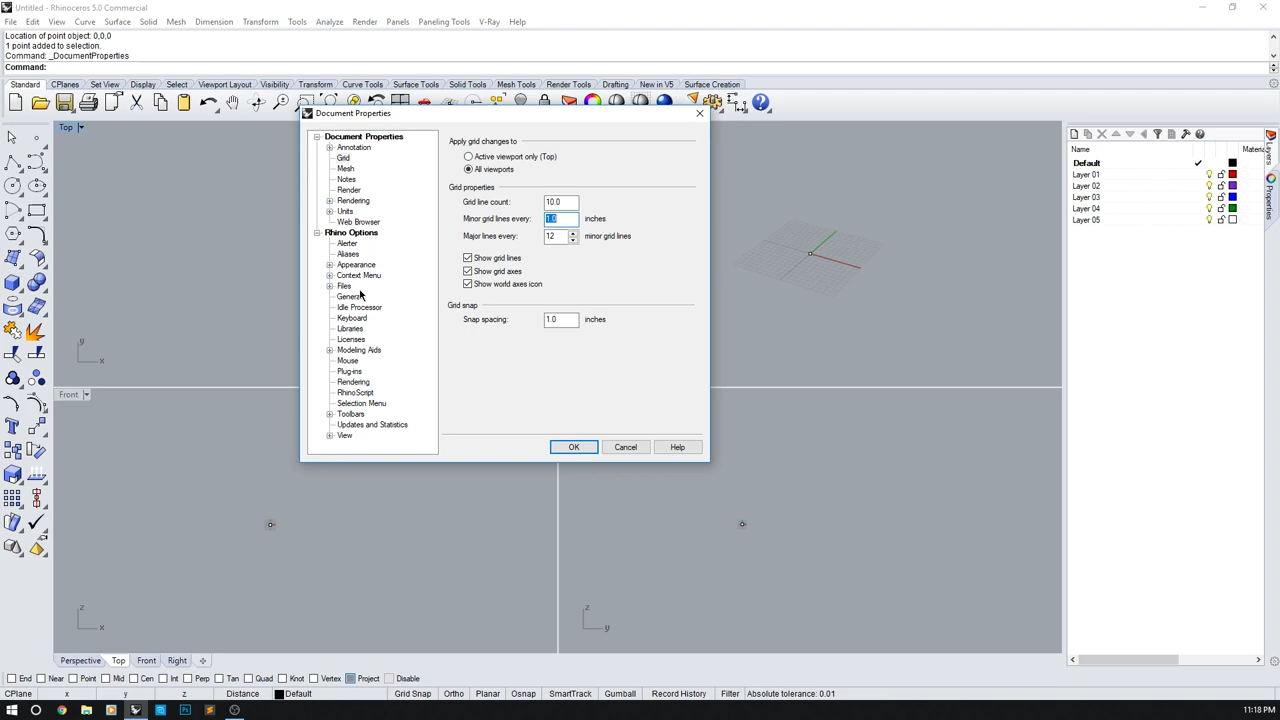 Untitled - Rhinoceros 5.0 Commercial
File Edit View Curve Surface Solid Mesh Dimension Transform Tools Analyze Render Panels Paneling Tools V-Ray Help
Location of point object: 0,0,0
1 point added to selection.
Command: _DocumentProperties
Command:
Standard CPlanes Set View Display Select Viewport Layout Visibility Transform Curve Tools Surface Tools Solid Tools Mesh Tools Render Tools Drafting New in V5 Surface Creation
Top
Document Properties
Document Properties
Annotation
Grid
Mesh
Notes
Render
Rendering
Units
Web Browser
Rhino Options
Alerter
Aliases
Appearance
Context Menu
Files
General
Idle Processor
Keyboard
Libraries
Licenses
Modeling Aids
Mouse
Plug-ins
Rendering
RhinoScript
Selection Menu
Toolbars
Updates and Statistics
View
Apply grid changes to
Active viewport only (Top)
All viewports
Grid properties
Grid line count: 10.0
Minor grid lines every: 1.0 inches
Major lines every: 12 minor grid lines
Show grid lines
Show grid axes
Show world axes icon
Grid snap
Snap spacing: 1.0 inches
OK Cancel Help
Name Materia
Default
Layer 01
Layer 02
Layer 03
Layer 04
Layer 05
Layers
Properties
y
x
Front
z
x
z
y
Perspective Top Front Right
End Near Point Mid Cen Int Perp Tan Quad Knot Vertex Project Disable
CPlane x y z Distance Default Grid Snap Ortho Planar Osnap SmartTrack Gumball Record History Filter Absolute tolerance: 0.01
11:18 PM